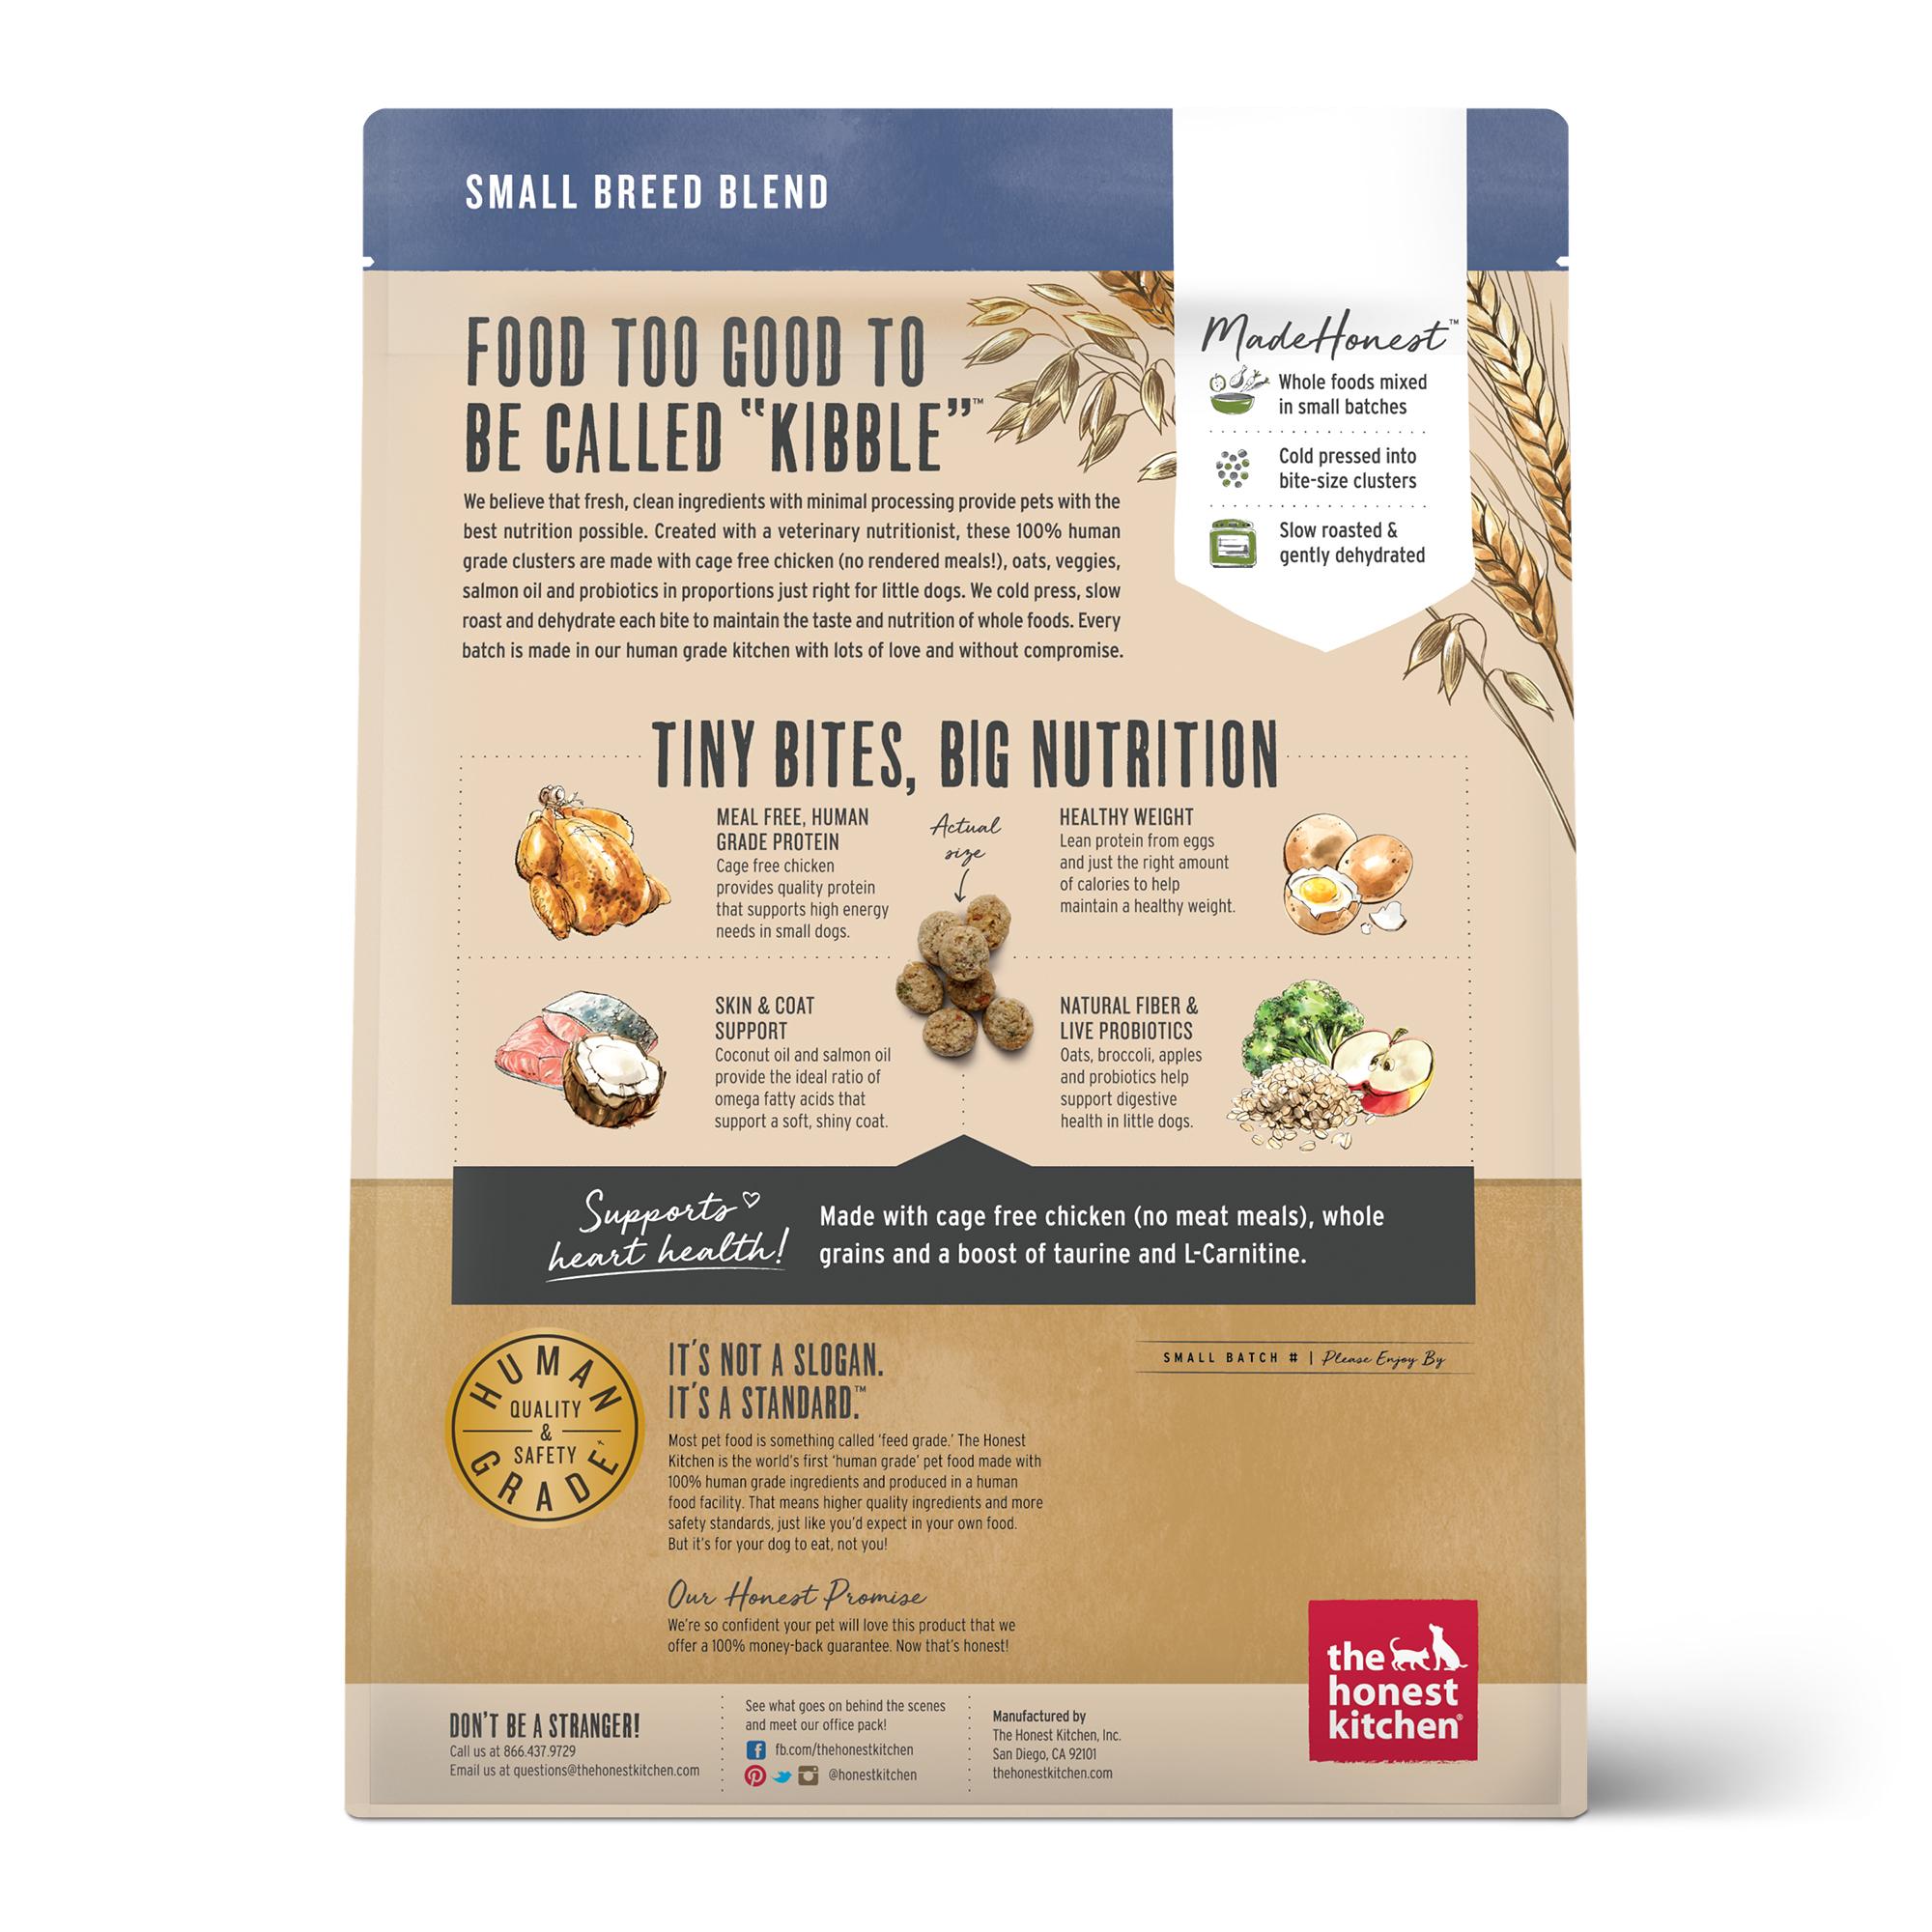 SMALL BREED BLEND
FOOD TOO GOOD TO
BE CALLED “KIBBLE”™
We believe that fresh, clean ingredients with minimal processing provide pets with the
best nutrition possible. Created with a veterinary nutritionist, these 100% human
grade clusters are made with cage free chicken (no rendered meals!), oats, veggies,
salmon oil and probiotics in proportions just right for little dogs. We cold press, slow
roast and dehydrate each bite to maintain the taste and nutrition of whole foods. Every
batch is made in our human grade kitchen with lots of love and without compromise.
MadeHonest™
Whole foods mixed
in small batches
Cold pressed into
bite-size clusters
Slow roasted &
gently dehydrated
TINY BITES, BIG NUTRITION
MEAL FREE, HUMAN
GRADE PROTEIN
Cage free chicken
provides quality protein
that supports high energy
needs in small dogs.
Actual
size
HEALTHY WEIGHT
Lean protein from eggs
and just the right amount
of calories to help
maintain a healthy weight.
SKIN & COAT
SUPPORT
Coconut oil and salmon oil
provide the ideal ratio of
omega fatty acids that
support a soft, shiny coat.
NATURAL FIBER &
LIVE PROBIOTICS
Oats, broccoli, apples
and probiotics help
support digestive
health in little dogs.
Supports
heart health!
Made with cage free chicken (no meat meals), whole
grains and a boost of taurine and L-Carnitine.
HUMAN
QUALITY
&
SAFETY
GRADE
IT'S NOT A SLOGAN.
IT'S A STANDARD.™
Most pet food is something called ‘feed grade.’ The Honest
Kitchen is the world's first ‘human grade’ pet food made with
100% human grade ingredients and produced in a human
food facility. That means higher quality ingredients and more
safety standards, just like you'd expect in your own food.
But it's for your dog to eat, not you!
Our Honest Promise
We're so confident your pet will love this product that we
offer a 100% money-back guarantee. Now that's honest!
SMALL BATCH # | Please Enjoy By
the
honest
kitchen®
DON'T BE A STRANGER!
Call us at 866.437.9729
Email us at questions@thehonestkitchen.com
See what goes on behind the scenes
and meet our office pack!
fb.com/thehonestkitchen
@honestkitchen
Manufactured by
The Honest Kitchen, Inc.
San Diego, CA 92101
thehonestkitchen.com